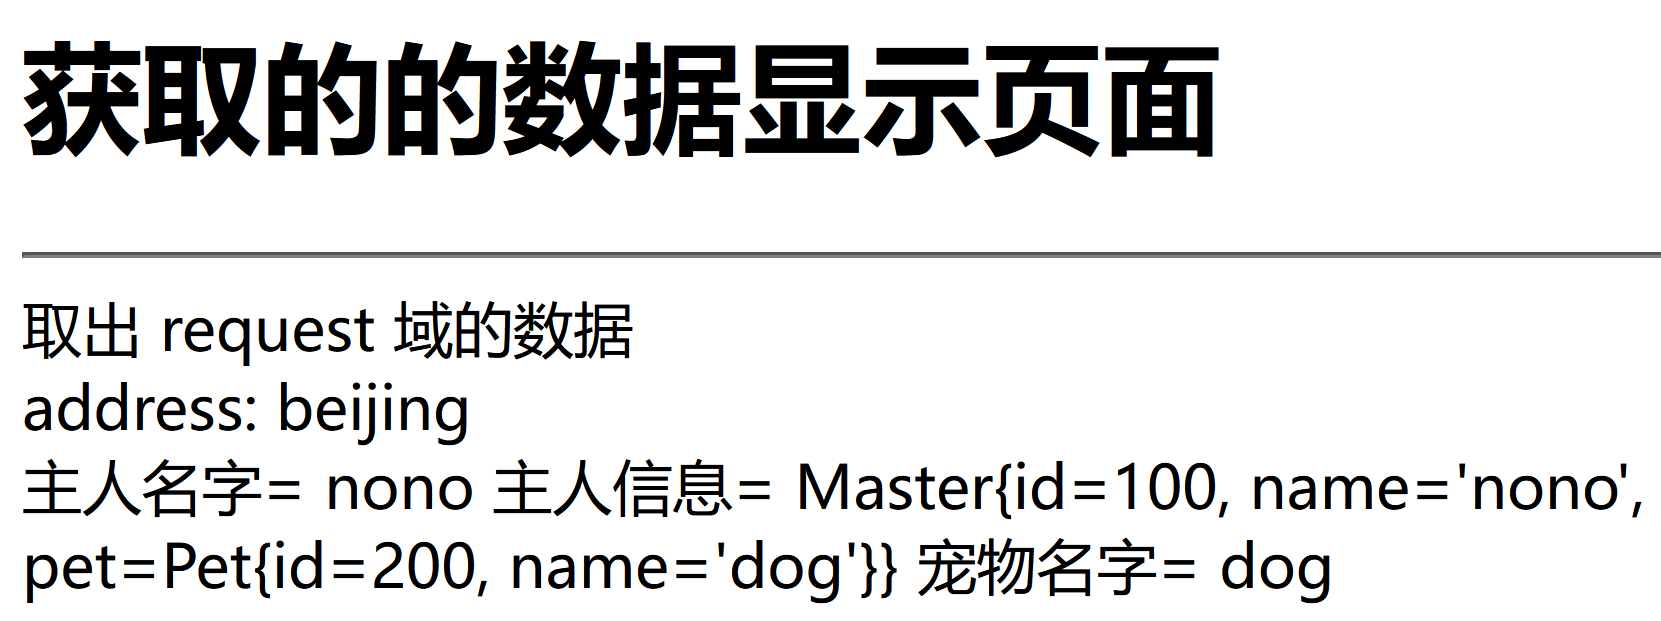 获取的的数据显示页面
取出 request 域的数据
address: beijing
主人名字= nono 主人信息= Master{id=100, name='nono',
pet=Pet{id=200, name='dog'}} 宠物名字= dog